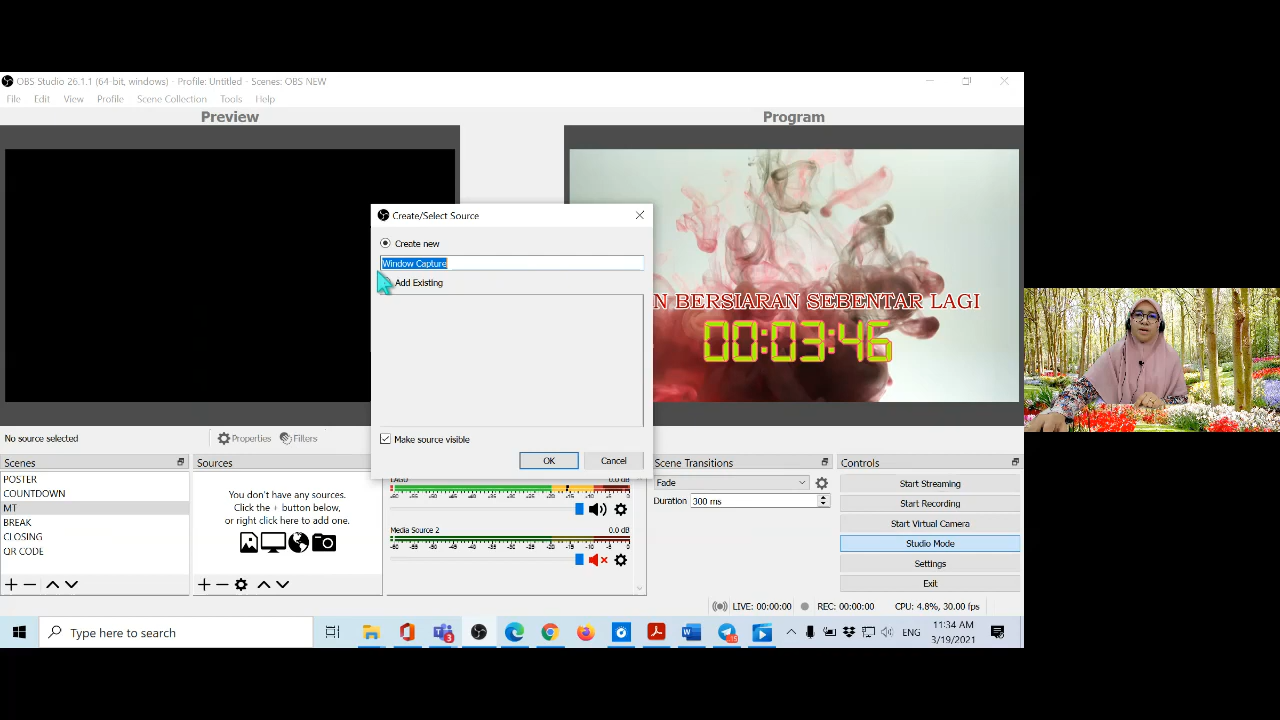 OBS Studio 26.1.1 (64-bit, windows) - Profile: Untitled - Scenes: OBS NEW
File Edit View Profile Scene Collection Tools Help
Preview
Program
Create/Select Source
Create new
Window Capture
Add Existing
N BERSIARAN SEBENTAR LAGI
00:03:46
Make source visible
OK Cancel
No source selected
Properties Filters
Scenes
POSTER
COUNTDOWN
MT
BREAK
CLOSING
QR CODE
Sources
You don't have any sources.
Click the + button below,
or right click here to add one.
LAGU 0.0 dB
Media Source 2 0.0 dB
Scene Transitions
Fade
Duration 300 ms
Controls
Start Streaming
Start Recording
Start Virtual Camera
Studio Mode
Settings
Exit
LIVE: 00:00:00 REC: 00:00:00 CPU: 4.8%, 30.00 fps
Type here to search
3
15
ENG
11:34 AM
3/19/2021